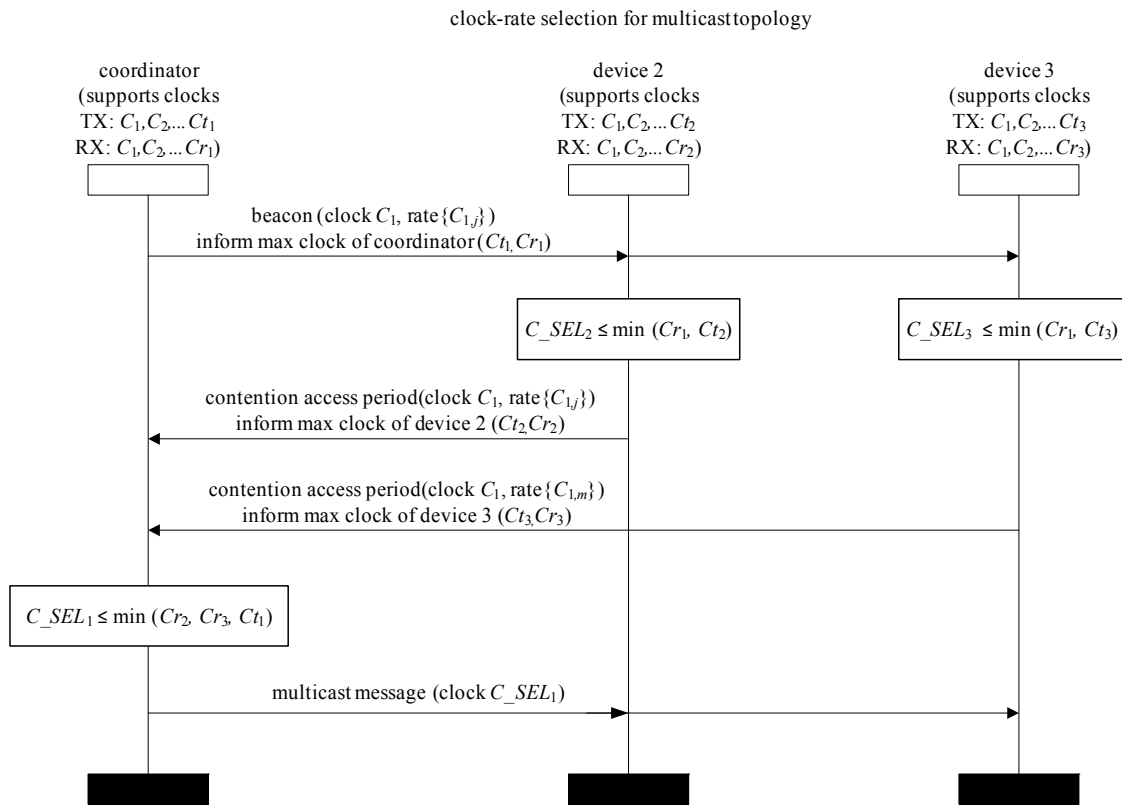 clock-rate selection for multicast topology
coordinator
(supports clocks
TX: C1,C2,... Ct1
RX: C1,C2,... Cr1)
device 2
(supports clocks
TX: C1,C2,... Ct2
RX: C1,C2,... Cr2)
device 3
(supports clocks
TX: C1,C2,... Ct3
RX: C1,C2,... Cr3)
beacon (clock C1, rate{C1,j})
inform max clock of coordinator (Ct1,Cr1)
C_SEL2 ≤ min (Cr1, Ct2)
C_SEL3 ≤ min (Cr1, Ct3)
contention access period(clock C1, rate{C1,j})
inform max clock of device 2 (Ct2,Cr2)
contention access period(clock C1, rate{C1,m})
inform max clock of device 3 (Ct3,Cr3)
C_SEL1 ≤ min (Cr2, Cr3, Ct1)
multicast message (clock C_SEL1)